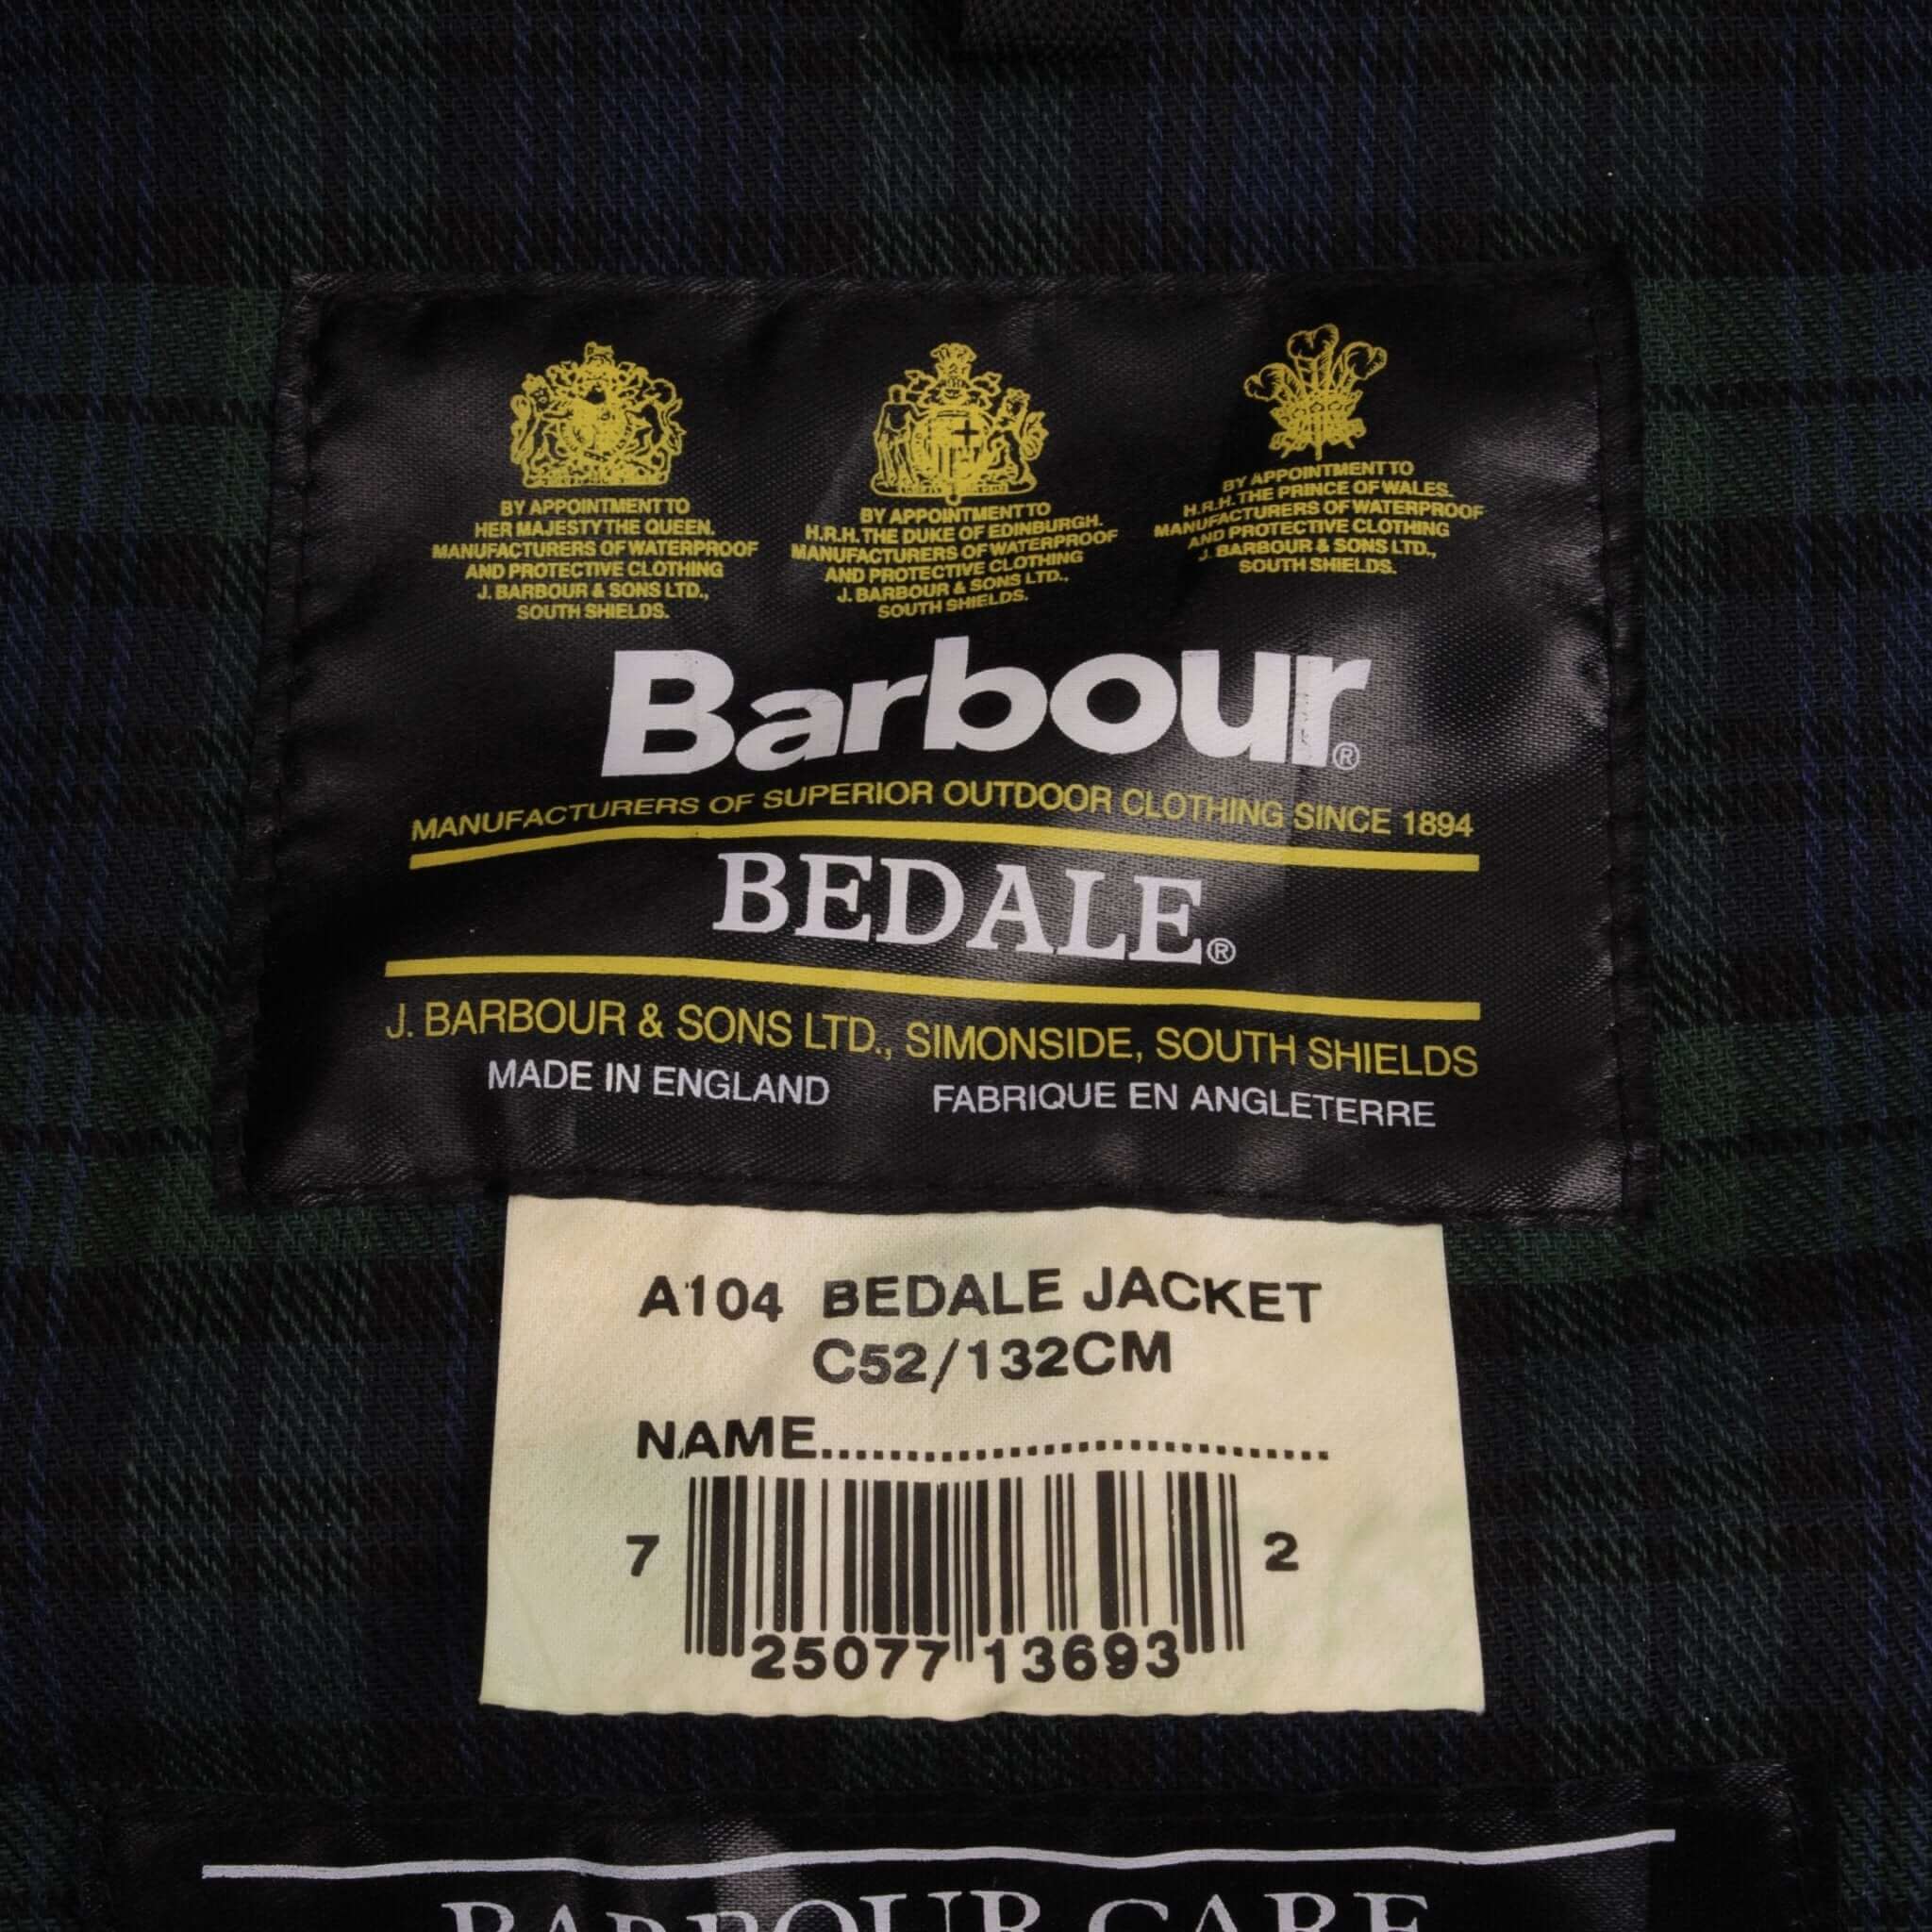 BY APPOINTMENT TO
HER MAJESTY THE QUEEN.
MANUFACTURERS OF WATERPROOF
AND PROTECTIVE CLOTHING
J. BARBOUR & SONS LTD.,
SOUTH SHIELDS.
BY APPOINTMENT TO
H.R.H. THE DUKE OF EDINBURGH.
MANUFACTURERS OF WATERPROOF
AND PROTECTIVE CLOTHING
J. BARBOUR & SONS LTD.,
SOUTH SHIELDS.
BY APPOINTMENT TO
H.R.H. THE PRINCE OF WALES.
MANUFACTURERS OF WATERPROOF
AND PROTECTIVE CLOTHING
J. BARBOUR & SONS LTD.,
SOUTH SHIELDS.
Barbour®
MANUFACTURERS OF SUPERIOR OUTDOOR CLOTHING SINCE 1894
BEDALE®
J. BARBOUR & SONS LTD., SIMONSIDE, SOUTH SHIELDS
MADE IN ENGLAND FABRIQUE EN ANGLETERRE
A104 BEDALE JACKET
C52/132CM
NAME..............................
7 25077 13693 2
BARBOUR CARE